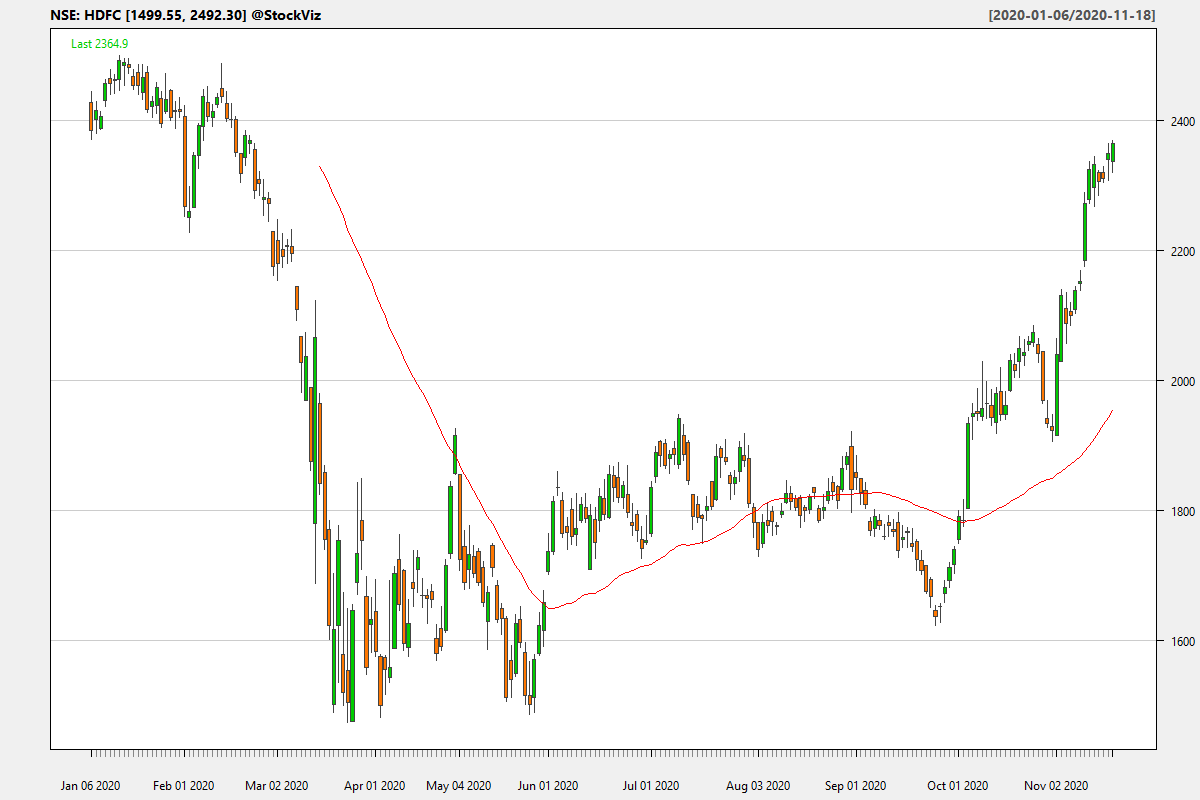 NSE: HDFC [1499.55, 2492.30] @StockViz
[2020-01-06/2020-11-18]
Last 2364.9
2400
2200
2000
1800
1600
Jan 06 2020 Feb 01 2020 Mar 02 2020 Apr 01 2020 May 04 2020 Jun 01 2020 Jul 01 2020 Aug 03 2020 Sep 01 2020 Oct 01 2020 Nov 02 2020